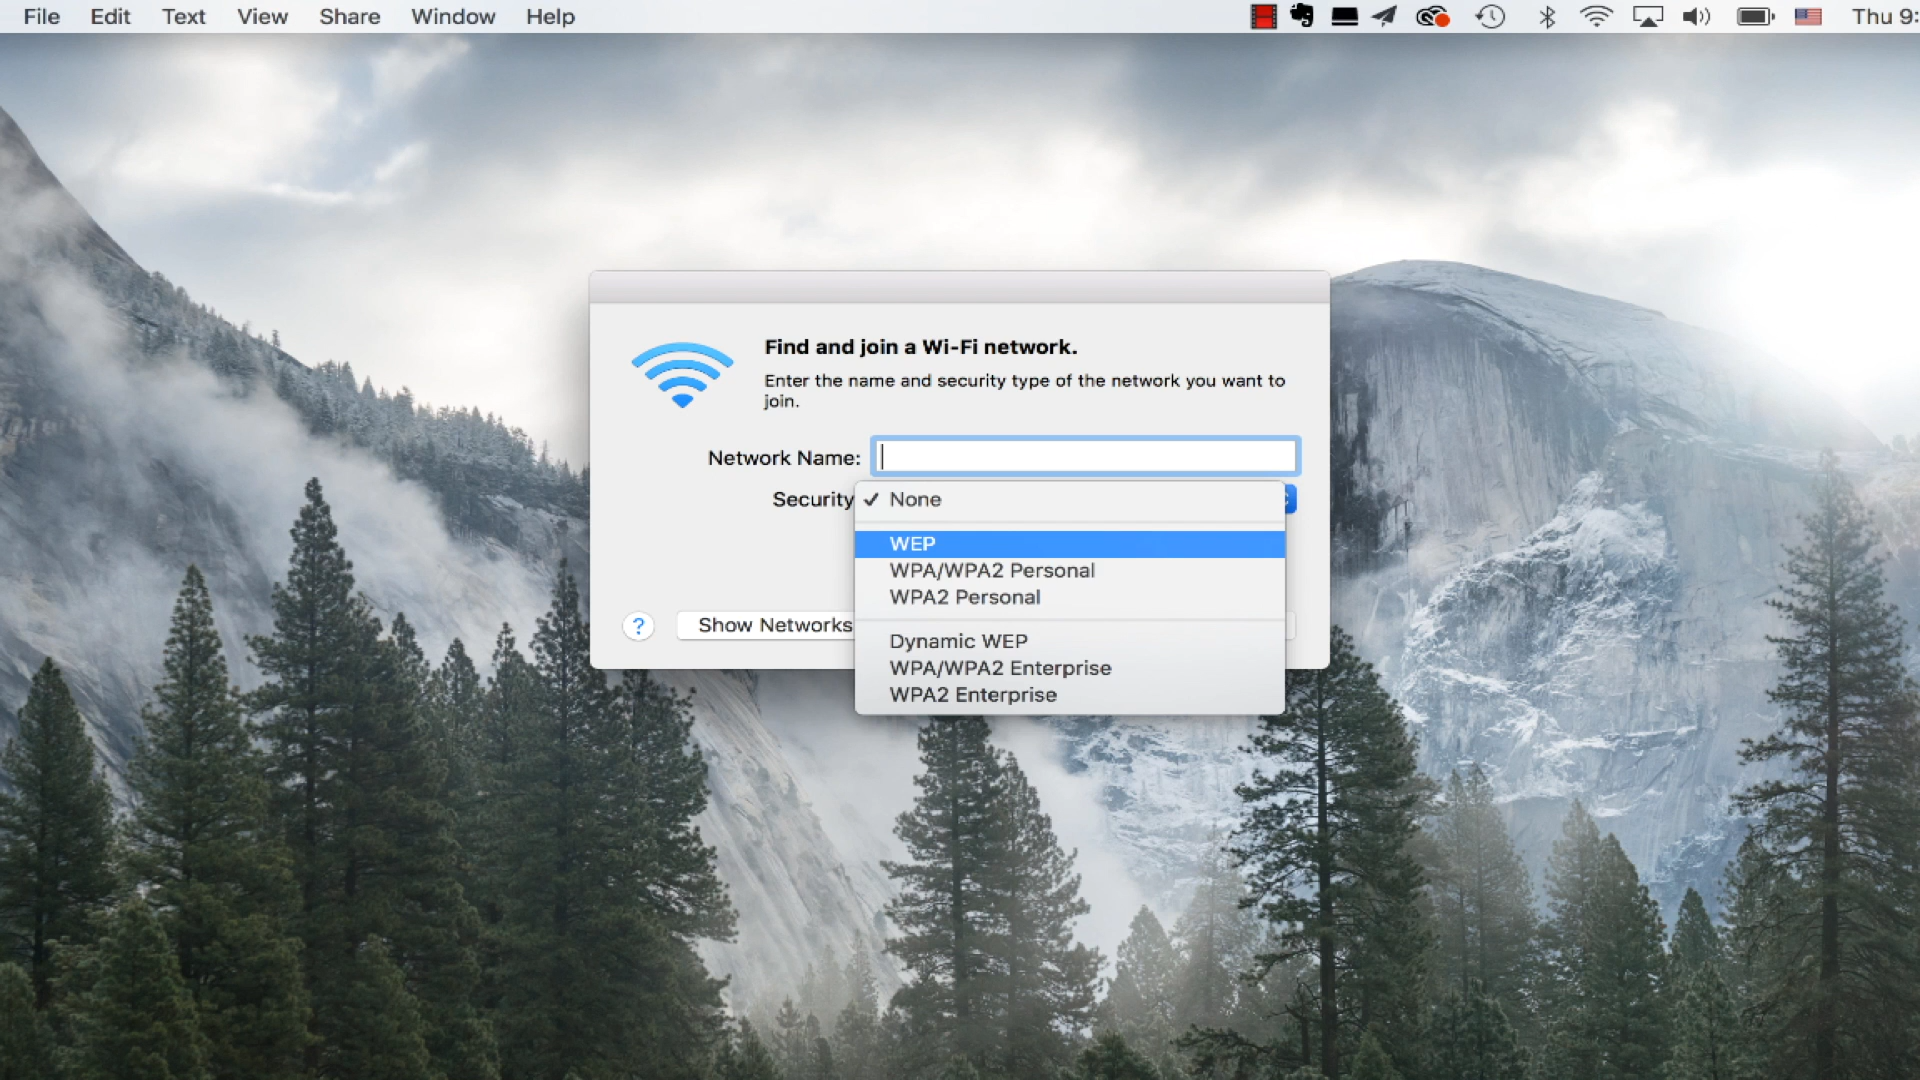 File Edit Text View Share Window Help Thu 9:
Find and join a Wi-Fi network.
Enter the name and security type of the network you want to
join.
Network Name:
Security
✓ None
WEP
WPA/WPA2 Personal
WPA2 Personal
? Show Networks
Dynamic WEP
WPA/WPA2 Enterprise
WPA2 Enterprise